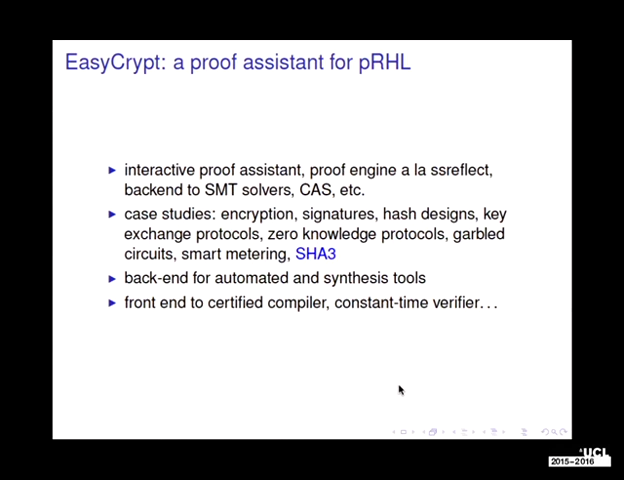 EasyCrypt: a proof assistant for pRHL
interactive proof assistant, proof engine a la ssreflect,
backend to SMT solvers, CAS, etc.
case studies: encryption, signatures, hash designs, key
exchange protocols, zero knowledge protocols, garbled
circuits, smart metering, SHA3
back-end for automated and synthesis tools
front end to certified compiler, constant-time verifier...
UCL
2015-2016